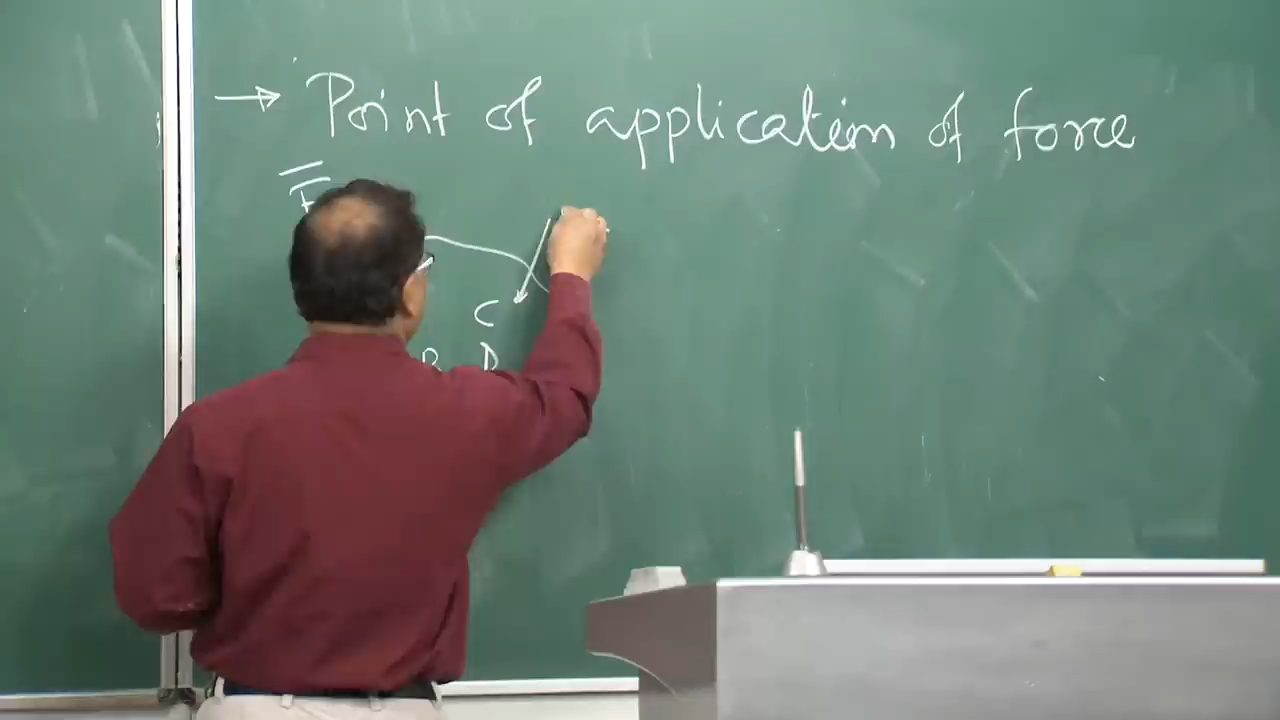 → Point of application of force
F
C
B D